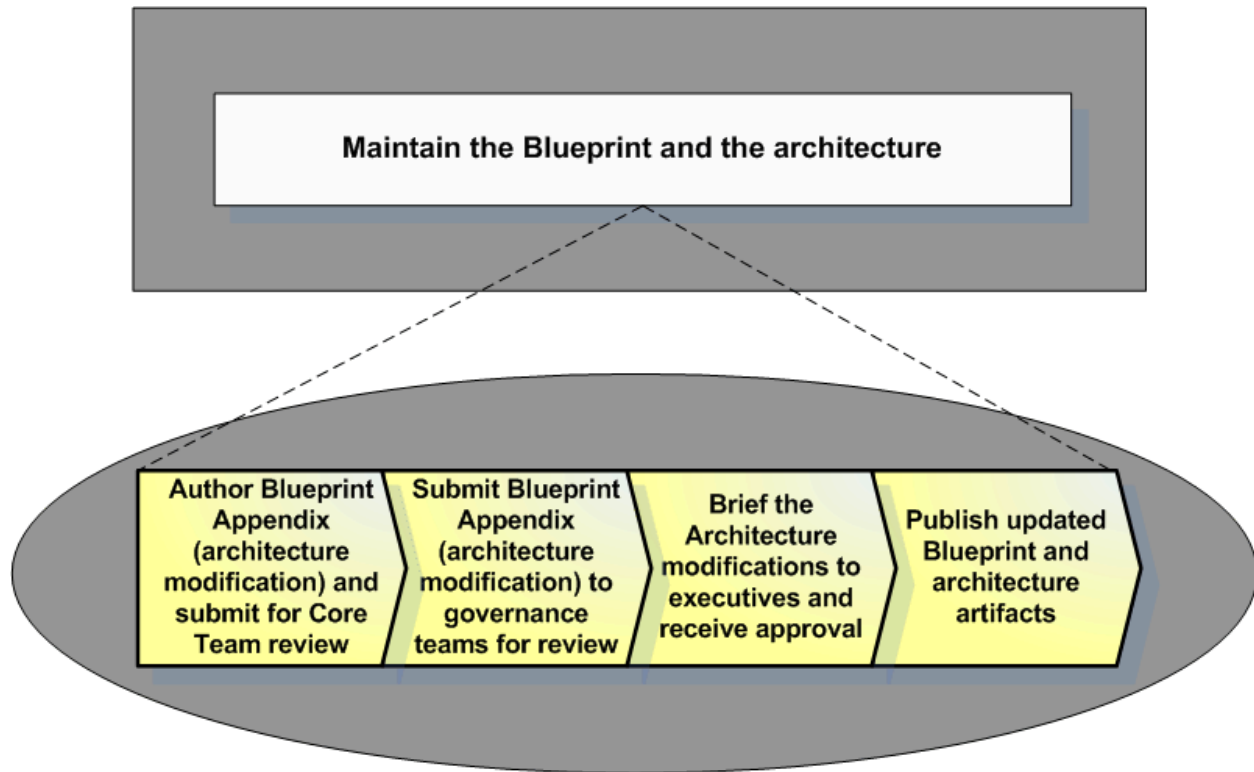 Maintain the Blueprint and the architecture
Author Blueprint
Appendix
(architecture
modification) and
submit for Core
Team review
Submit Blueprint
Appendix
(architecture
modification) to
governance
teams for review
Brief the
Architecture
modifications to
executives and
receive approval
Publish updated
Blueprint and
architecture
artifacts